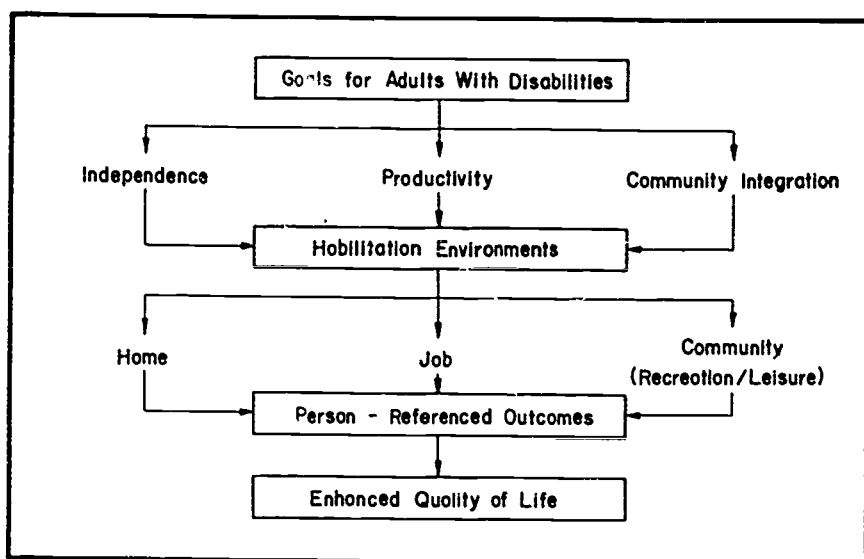 Goals for Adults With Disabilities
Independence
Productivity
Community Integration
Habilitation Environments
Home
Job
Community
(Recreation/Leisure)
Person - Referenced Outcomes
Enhanced Quality of Life